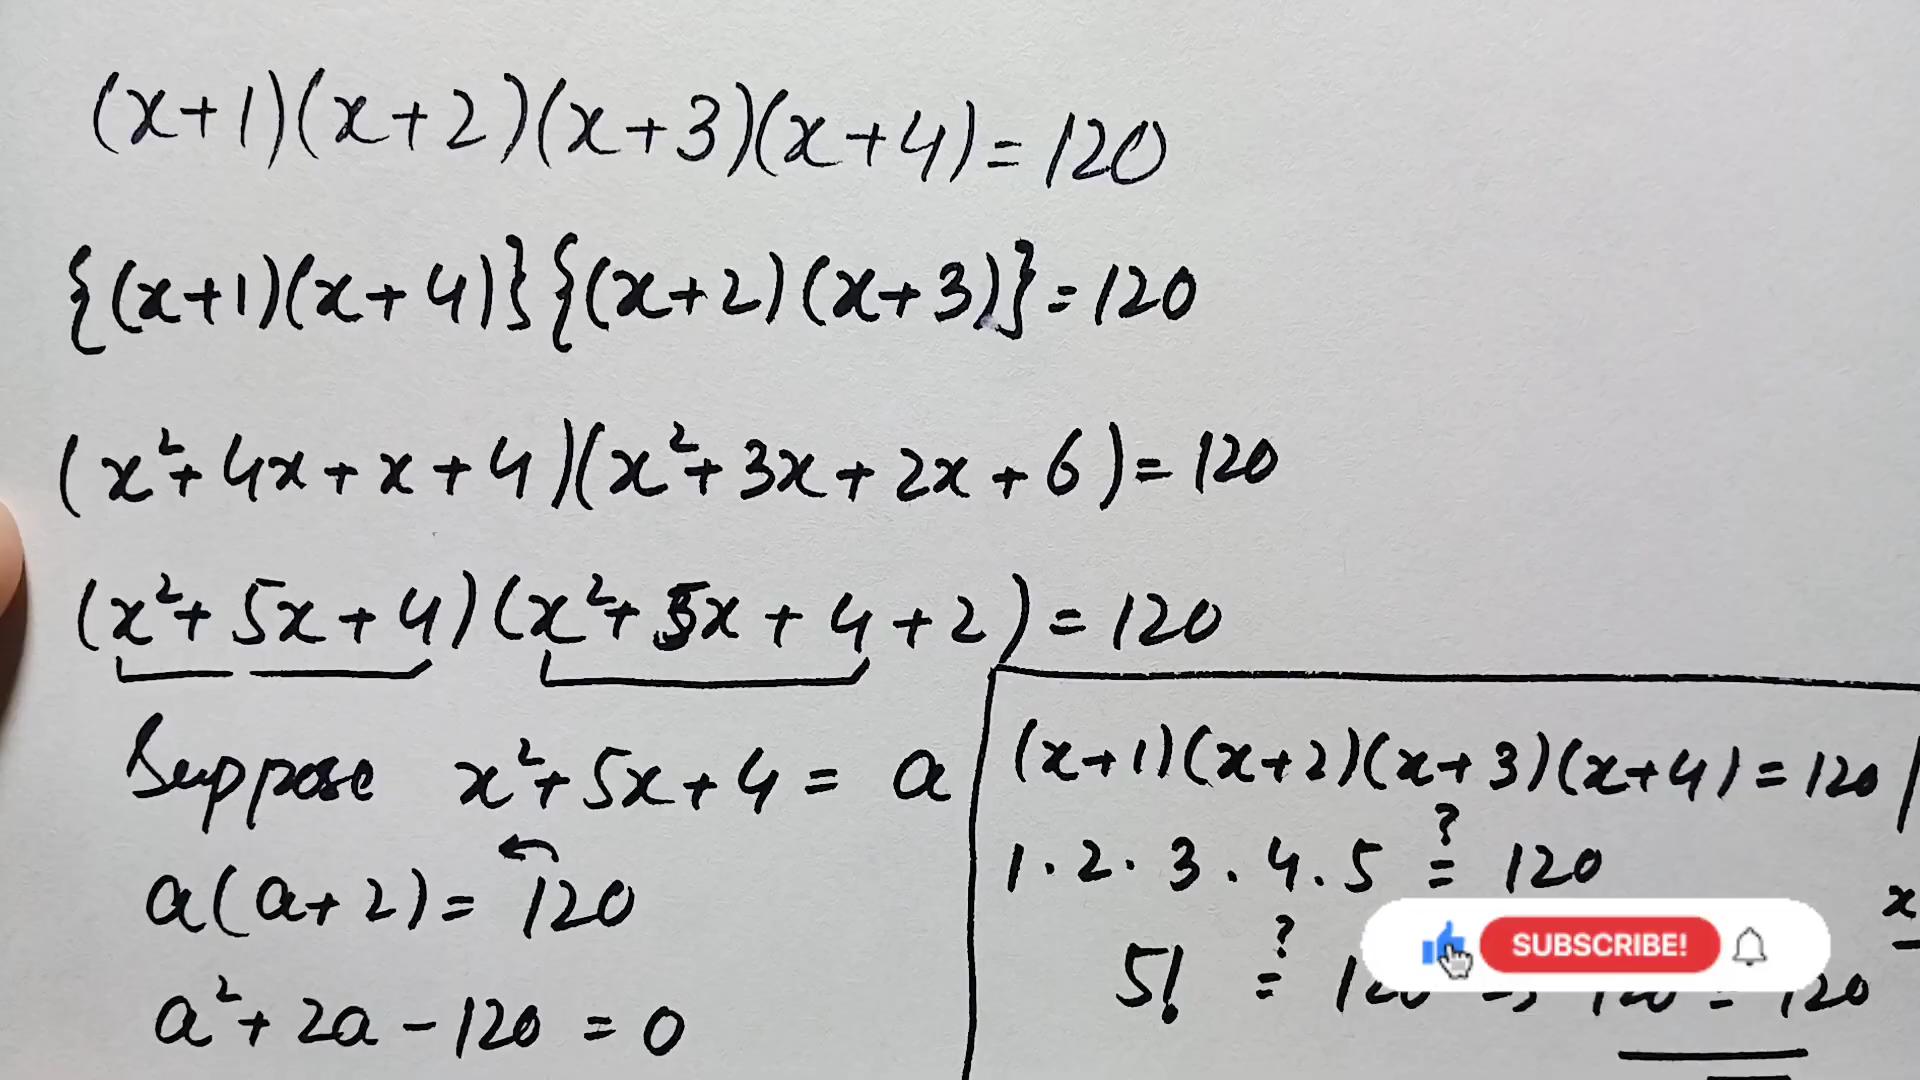 (x+1)(x+2)(x+3)(x+4)=120
{(x+1)(x+4)}{(x+2)(x+3)}=120
(x²+4x+x+4)(x²+3x+2x+6)=120
(x²+5x+4)(x²+5x+4+2)=120
Suppose x²+5x+4= a
a(a+2)= 120
a²+2a-120=0
(x+1)(x+2)(x+3)(x+4)=120
1.2.3.4.5 ?= 120
x
5! ?= 120 = 120
SUBSCRIBE!